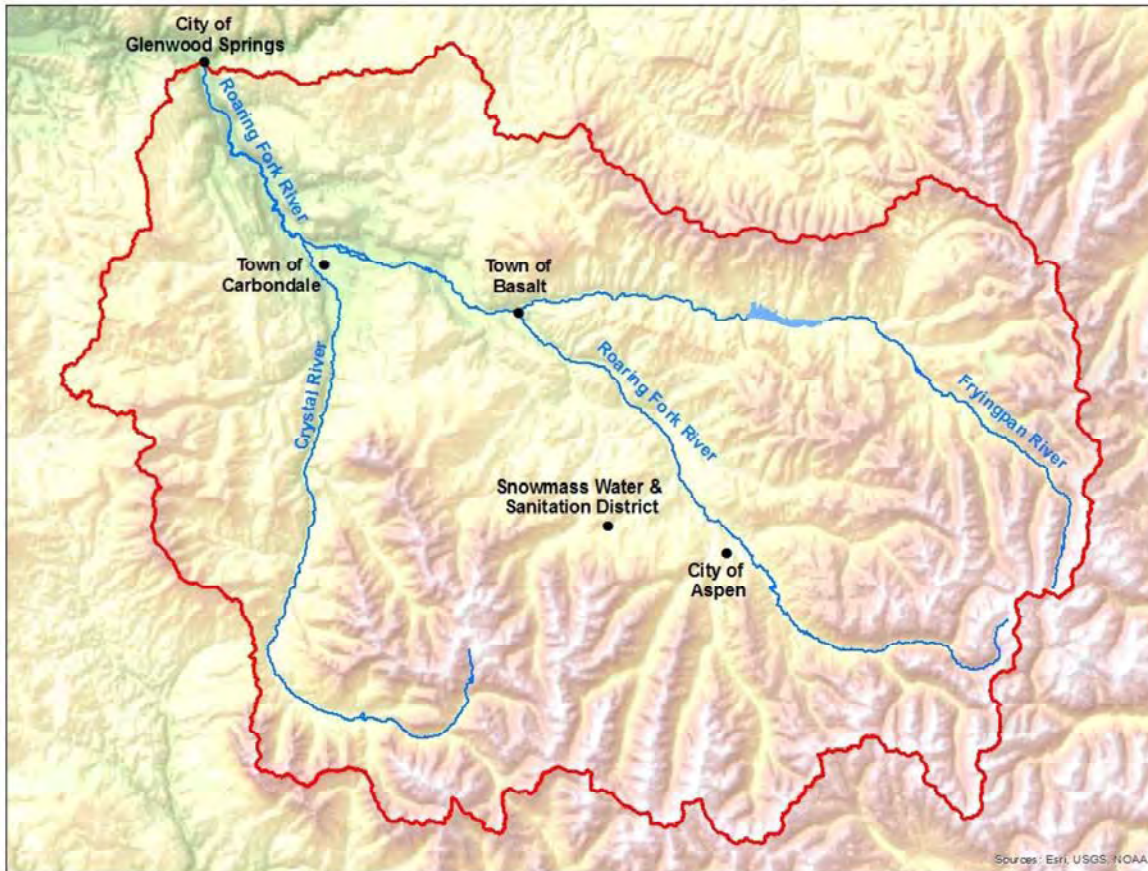 City of
Glenwood Springs
Roaring Fork River
Town of
Carbondale
Town of
Basalt
Crystal River
Roaring Fork River
Fryingpan River
Snowmass Water &
Sanitation District
City of
Aspen
Sources: Esri, USGS, NOAA